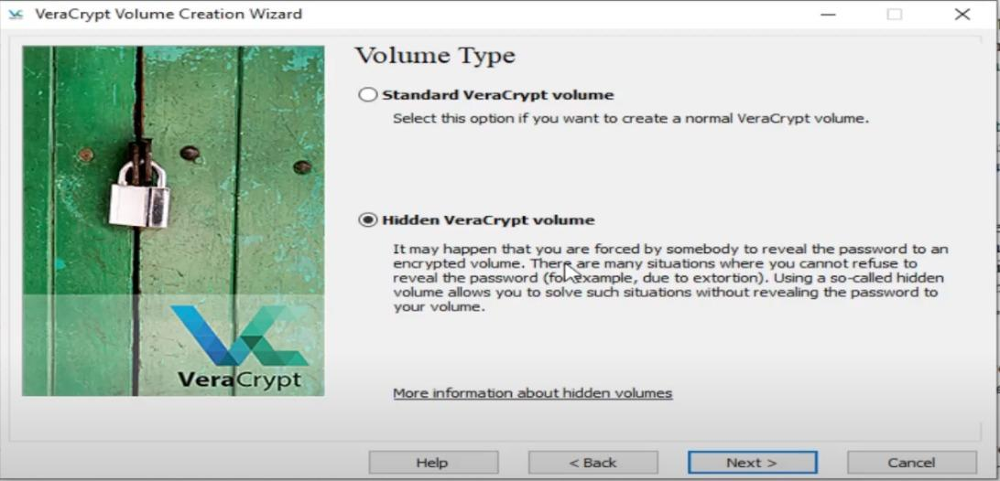 VeraCrypt Volume Creation Wizard
Volume Type
Standard VeraCrypt volume
Select this option if you want to create a normal VeraCrypt volume.
Hidden VeraCrypt volume
It may happen that you are forced by somebody to reveal the password to an
encrypted volume. There are many situations where you cannot refuse to
reveal the password (for example, due to extortion). Using a so-called hidden
volume allows you to solve such situations without revealing the password to
your volume.
VeraCrypt
More information about hidden volumes
Help
< Back
Next >
Cancel